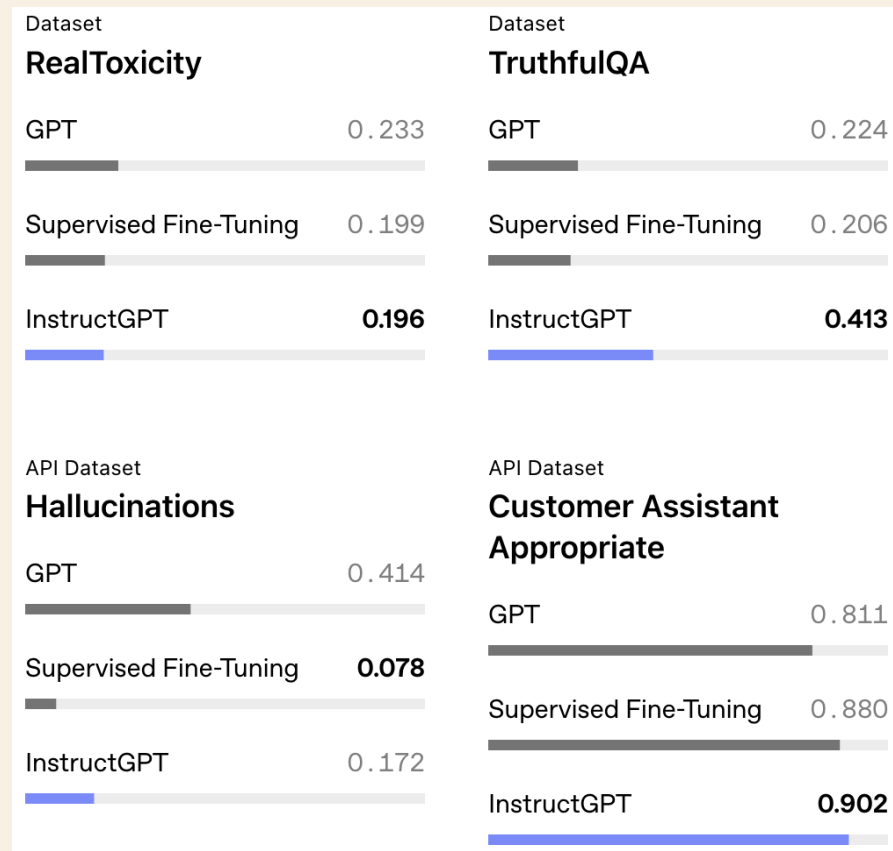 Dataset
RealToxicity
GPT 0.233
Supervised Fine-Tuning 0.199
InstructGPT 0.196
Dataset
TruthfulQA
GPT 0.224
Supervised Fine-Tuning 0.206
InstructGPT 0.413
API Dataset
Hallucinations
GPT 0.414
Supervised Fine-Tuning 0.078
InstructGPT 0.172
API Dataset
Customer Assistant
Appropriate
GPT 0.811
Supervised Fine-Tuning 0.880
InstructGPT 0.902